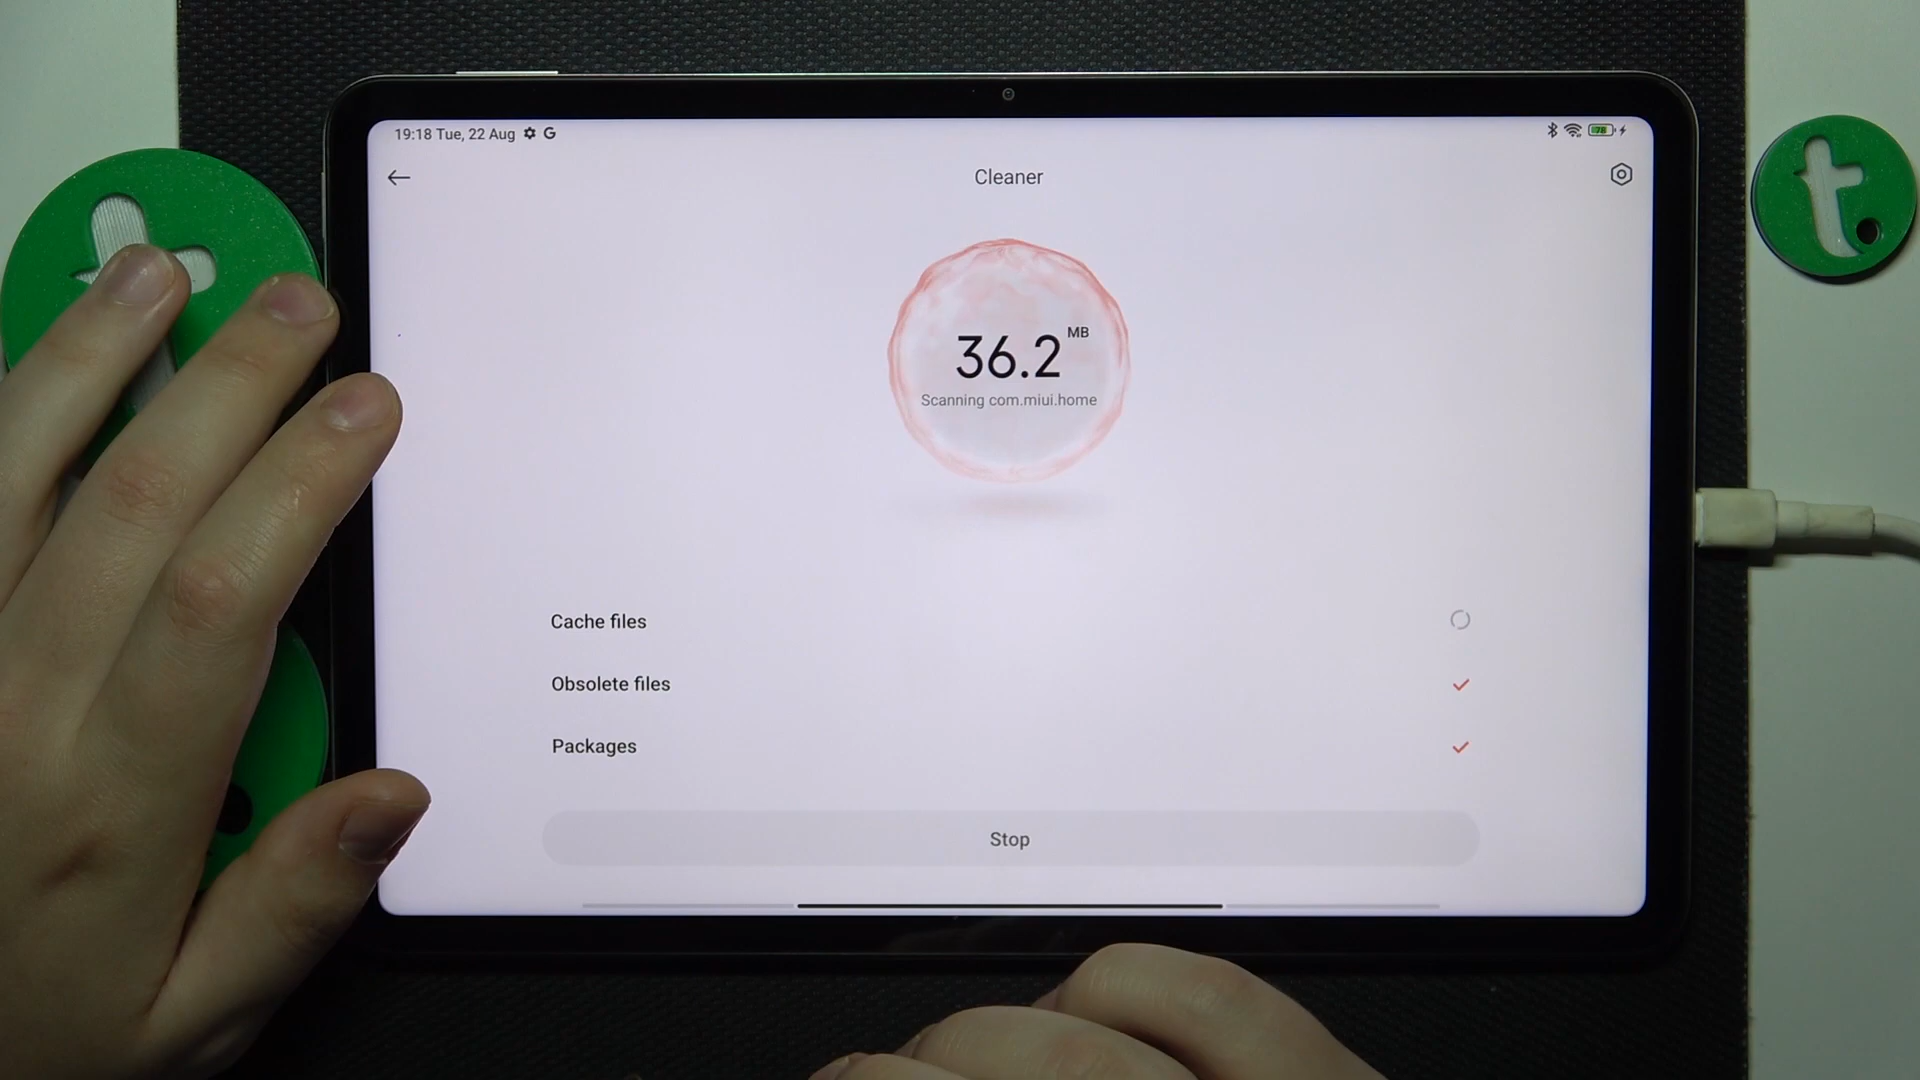 19:18 Tue, 22 Aug G
78
Cleaner
36.2 MB
Scanning com.miui.home
Cache files
Obsolete files
Packages
Stop
t